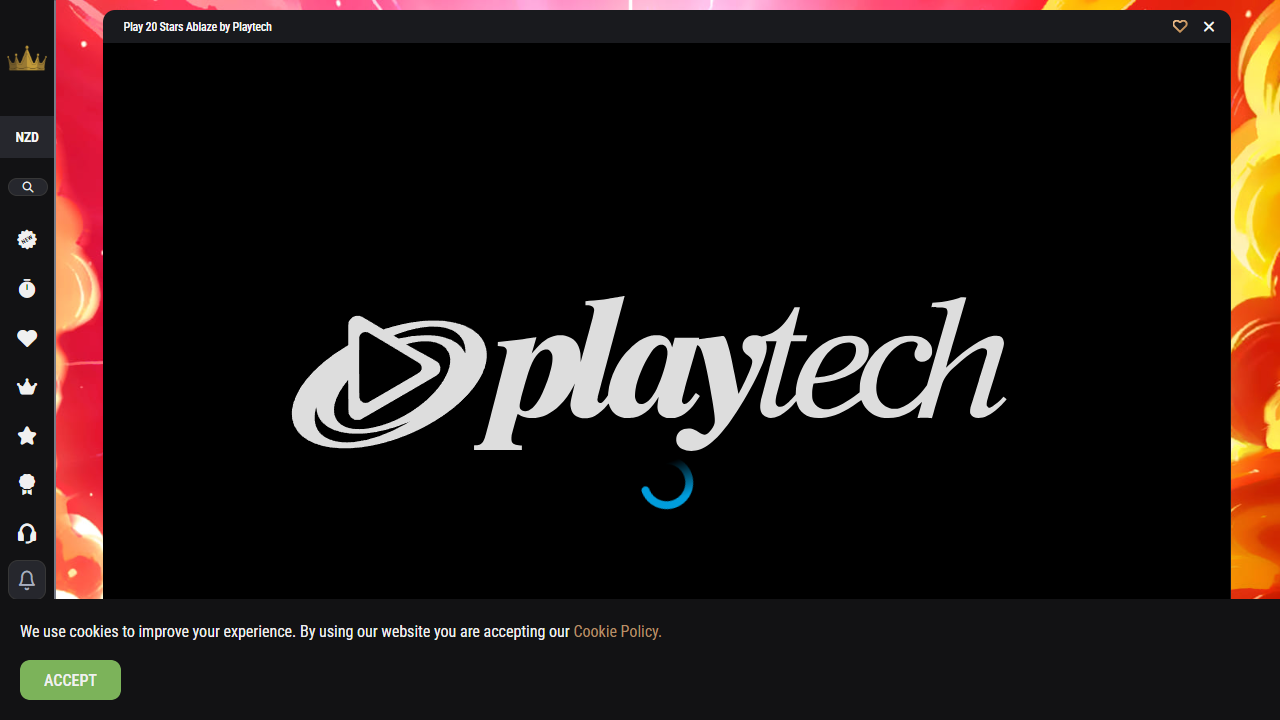 Play 20 Stars Ablaze by Playtech
NZD
NEW
playtech
We use cookies to improve your experience. By using our website you are accepting our Cookie Policy.
ACCEPT